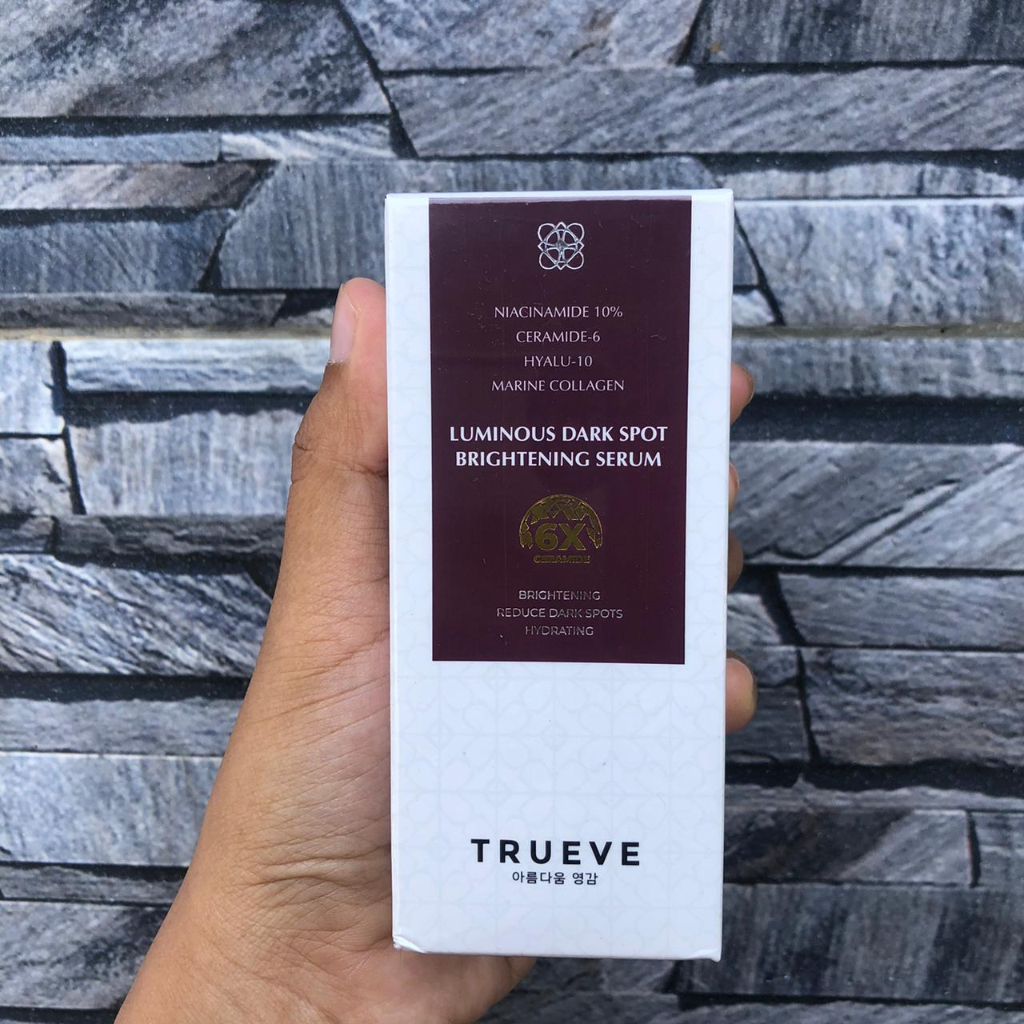 NIACINAMIDE 10%
CERAMIDE-6
HYALU-10
MARINE COLLAGEN
LUMINOUS DARK SPOT
BRIGHTENING SERUM
6X
CERAMIDE
BRIGHTENING
REDUCE DARK SPOTS
HYDRATING
TRUEVE
아름다움 영감